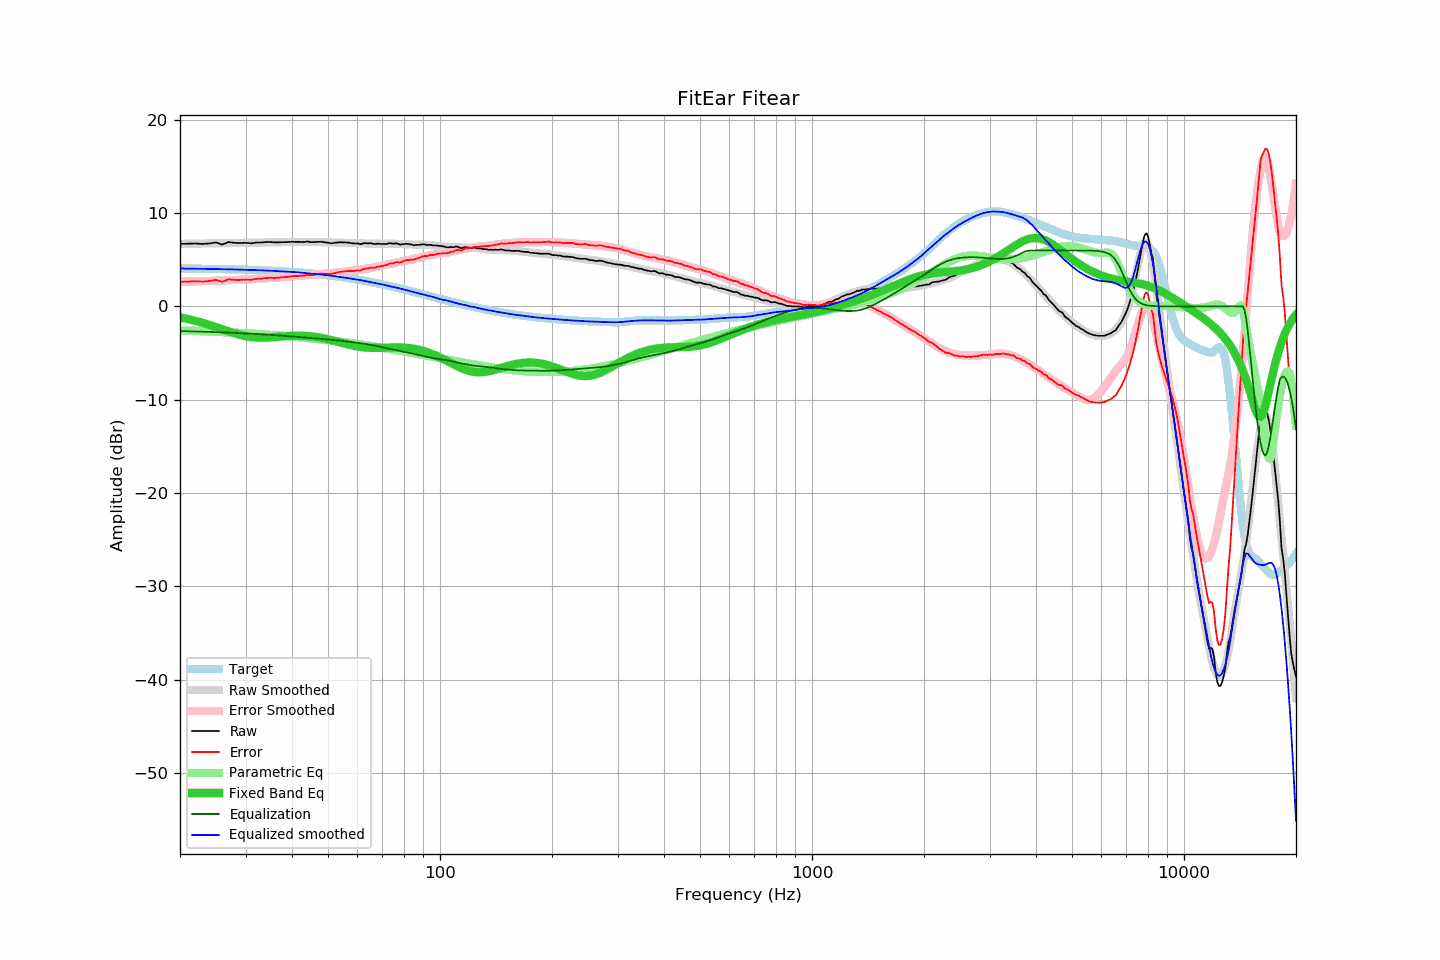 FitEar Fitear
20
10
0
−10
−20
−30
−40
−50
Amplitude (dBr)
Target
Raw Smoothed
Error Smoothed
Raw
Error
Parametric Eq
Fixed Band Eq
Equalization
Equalized smoothed
100 1000 10000
Frequency (Hz)